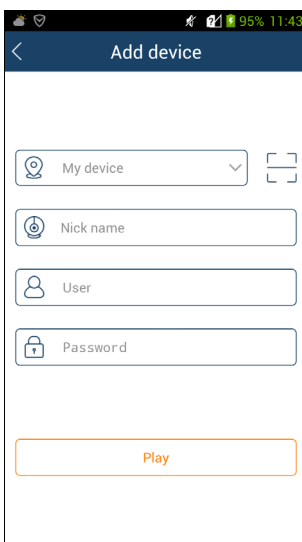 95% 11:43
Add device
My device
Nick name
User
Password
Play